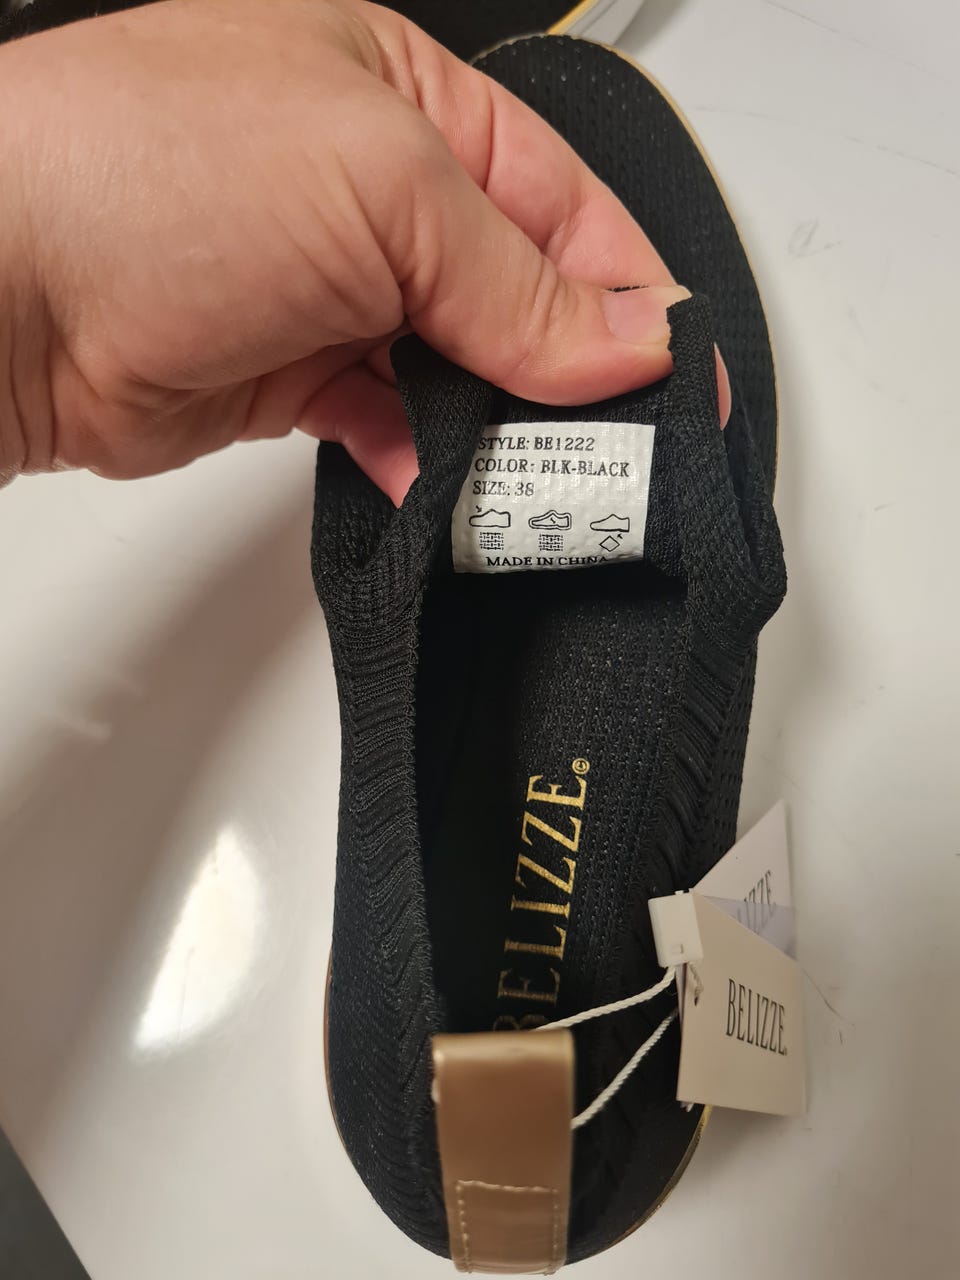 STYLE: BE1222
COLOR: BLK-BLACK
SIZE: 38
MADE IN CHINA
BELIZZE®
BELIZZE